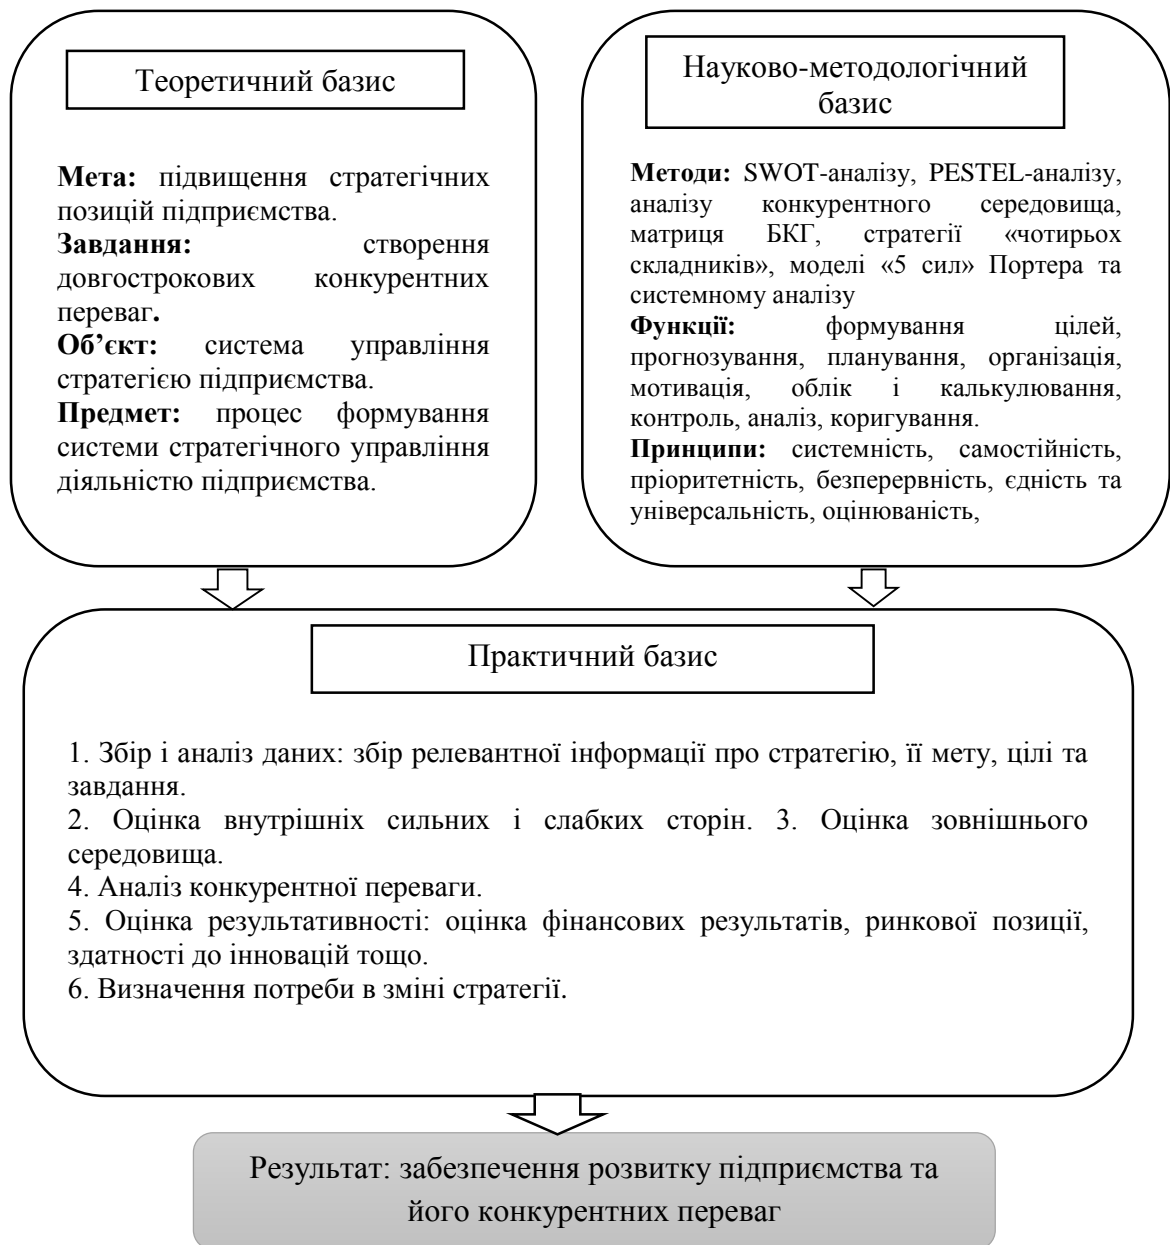 Теоретичний базис
Мета: підвищення стратегічних
позицій підприємства.
Завдання: створення
довгострокових конкурентних
переваг.
Об’єкт: система управління
стратегією підприємства.
Предмет: процес формування
системи стратегічного управління
діяльністю підприємства.
Науково-методологічний
базис
Методи: SWOT-аналізу, PESTEL-аналізу,
аналізу конкурентного середовища,
матриця БКГ, стратегії «чотирьох
складників», моделі «5 сил» Портера та
системному аналізу
Функції: формування цілей,
прогнозування, планування, організація,
мотивація, облік і калькулювання,
контроль, аналіз, коригування.
Принципи: системність, самостійність,
пріоритетність, безперервність, єдність та
універсальність, оцінюваність,
Практичний базис
1. Збір і аналіз даних: збір релевантної інформації про стратегію, її мету, цілі та
завдання.
2. Оцінка внутрішніх сильних і слабких сторін. 3. Оцінка зовнішнього
середовища.
4. Аналіз конкурентної переваги.
5. Оцінка результативності: оцінка фінансових результатів, ринкової позиції,
здатності до інновацій тощо.
6. Визначення потреби в зміні стратегії.
Результат: забезпечення розвитку підприємства та
його конкурентних переваг